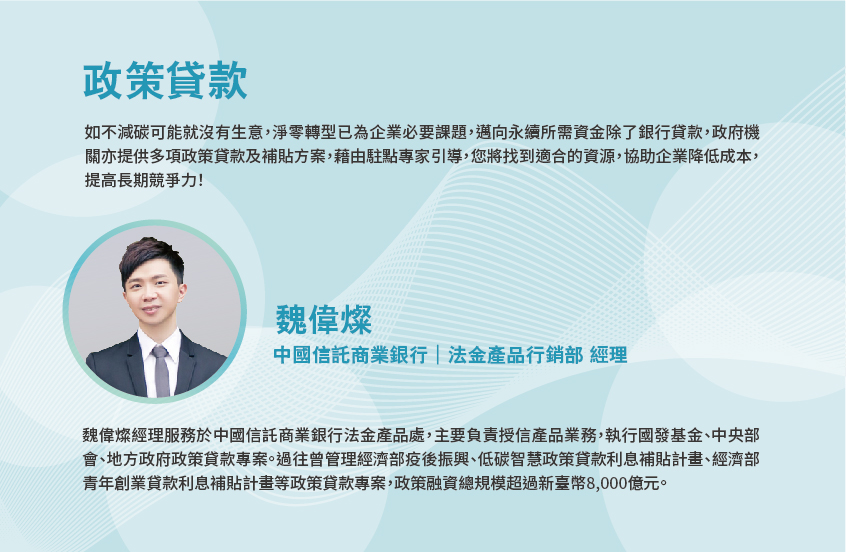 政策貸款
如不減碳可能就沒有生意，淨零轉型已為企業必要課題，邁向永續所需資金除了銀行貸款，政府機
關亦提供多項政策貸款及補貼方案，藉由駐點專家引導，您將找到適合的資源，協助企業降低成本，
提高長期競爭力！
魏偉燦
中國信託商業銀行｜法金產品行銷部 經理
魏偉燦經理服務於中國信託商業銀行法金產品處，主要負責授信產品業務，執行國發基金、中央部
會、地方政府政策貸款專案。過往曾管理經濟部疫後振興、低碳智慧政策貸款利息補貼計畫、經濟部
青年創業貸款利息補貼計畫等政策貸款專案，政策融資總規模超過新臺幣8,000億元。